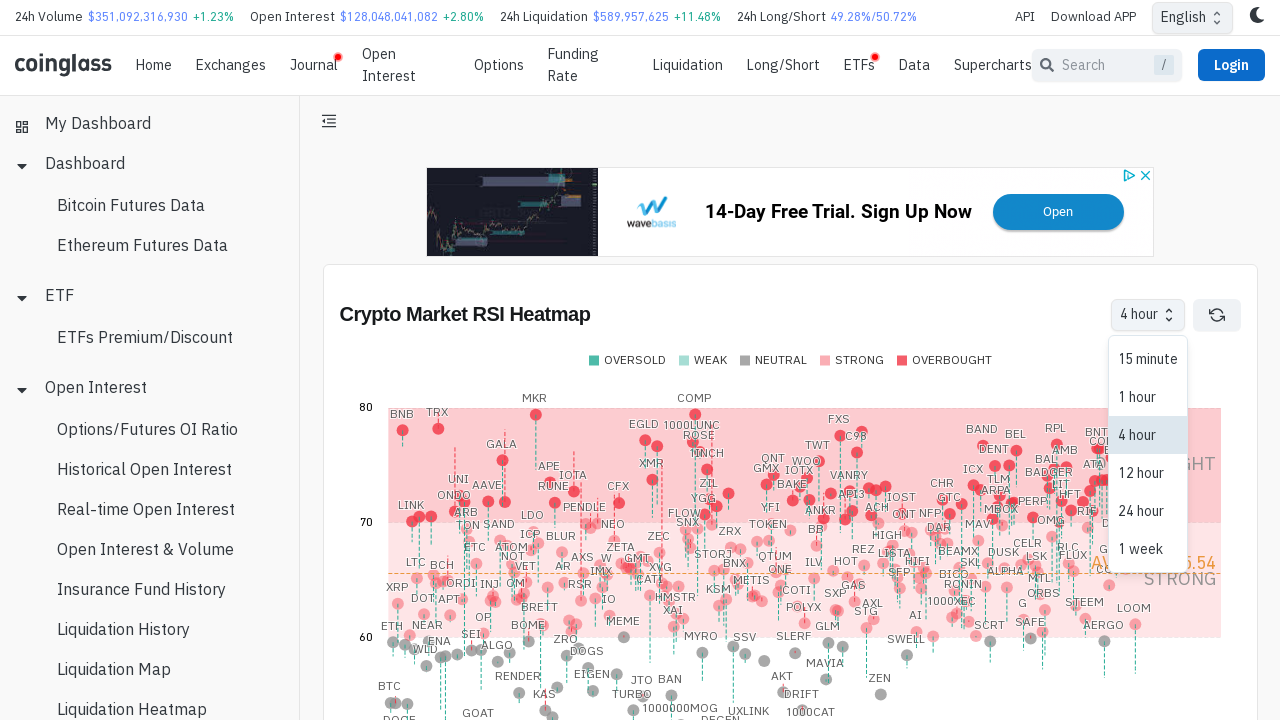 24h Volume $351,092,316,930 +1.23% Open Interest $128,048,041,082 +2.80% 24h Liquidation $589,957,625 +11.48% 24h Long/Short 49.28%/50.72% API Download APP English
coinglass Home Exchanges Journal Open Interest Options Funding Rate Liquidation Long/Short ETFs Data Supercharts Search / Login
My Dashboard
Dashboard
Bitcoin Futures Data
Ethereum Futures Data
ETF
ETFs Premium/Discount
Open Interest
Options/Futures OI Ratio
Historical Open Interest
Real-time Open Interest
Open Interest & Volume
Insurance Fund History
Liquidation History
Liquidation Map
Liquidation Heatmap
wavebasis 14-Day Free Trial. Sign Up Now Open
Crypto Market RSI Heatmap 4 hour
15 minute
1 hour
4 hour
12 hour
24 hour
1 week
OVERSOLD WEAK NEUTRAL STRONG OVERBOUGHT
80
70
60
MKR COMP
BNB TRX FXS
EGLD 1000LUNC RPL
BAND BEL
ROSE C98
GALA TWT DENT
1INCH AMB
XMR QNT WOO BAL
APE GMX IOTX ICX BADGER ATA
UNI IOTA VANRY TLM
AAVE RUNE CFX ZIL BAKE CHR LIT
ONDO YGG API3 IOST GTC ARPA HFT
LINK PENDLE ACH PERP
ARB LDO FLOW ANKR ONT NFP MBOX
TON SAND NEO SNX TOKEN BB DAR MAV OMG
ICP BLUR ZEC ZRX HIGH
ETC ATOM ZETA REZ LISTA BEAMX CELR RLC
NOT AXS W GMT STORJ QTUM DUSK LSK FLUX
LTC BCH VET AR XVG BNX ILV HOT HIFI SKL
ORDI INJ OM RSR IMX CATI METIS ONE SFP BICO ALPHA MTL
XRP KSM COTI GAS RONIN
DOT APT BRETT IO HMSTR SXP 1000XEC ORBS
XAI POLYX AXL G STEEM LOOM
ETH NEAR OP BOME MEME GLM STG AI SCRT SAFE AERGO
SEI ZRO MYRO SSV SLERF SWELL
WLD ENA ALGO DOGS MAVIA
BTC RENDER EIGEN JTO BAN AKT ZEN
KAS TURBO DRIFT
GOAT 1000000MOG UXLINK 1000CAT
STRONG